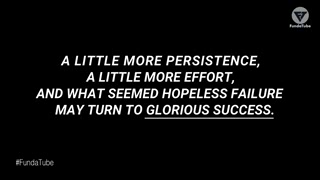 FundaTube
A LITTLE MORE PERSISTENCE,
A LITTLE MORE EFFORT,
AND WHAT SEEMED HOPELESS FAILURE
MAY TURN TO GLORIOUS SUCCESS.
#FundaTube